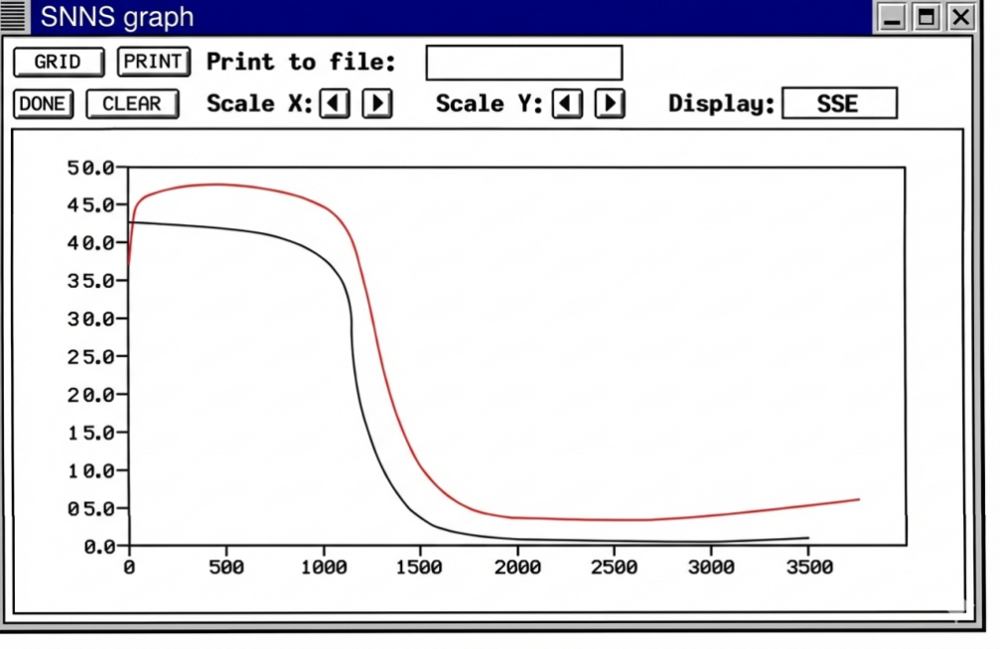 SNNS graph
GRID PRINT Print to file:
DONE CLEAR Scale X: Scale Y: Display: SSE
50.0
45.0
40.0
35.0
30.0
25.0
20.0
15.0
10.0
05.0
0.0
0 500 1000 1500 2000 2500 3000 3500